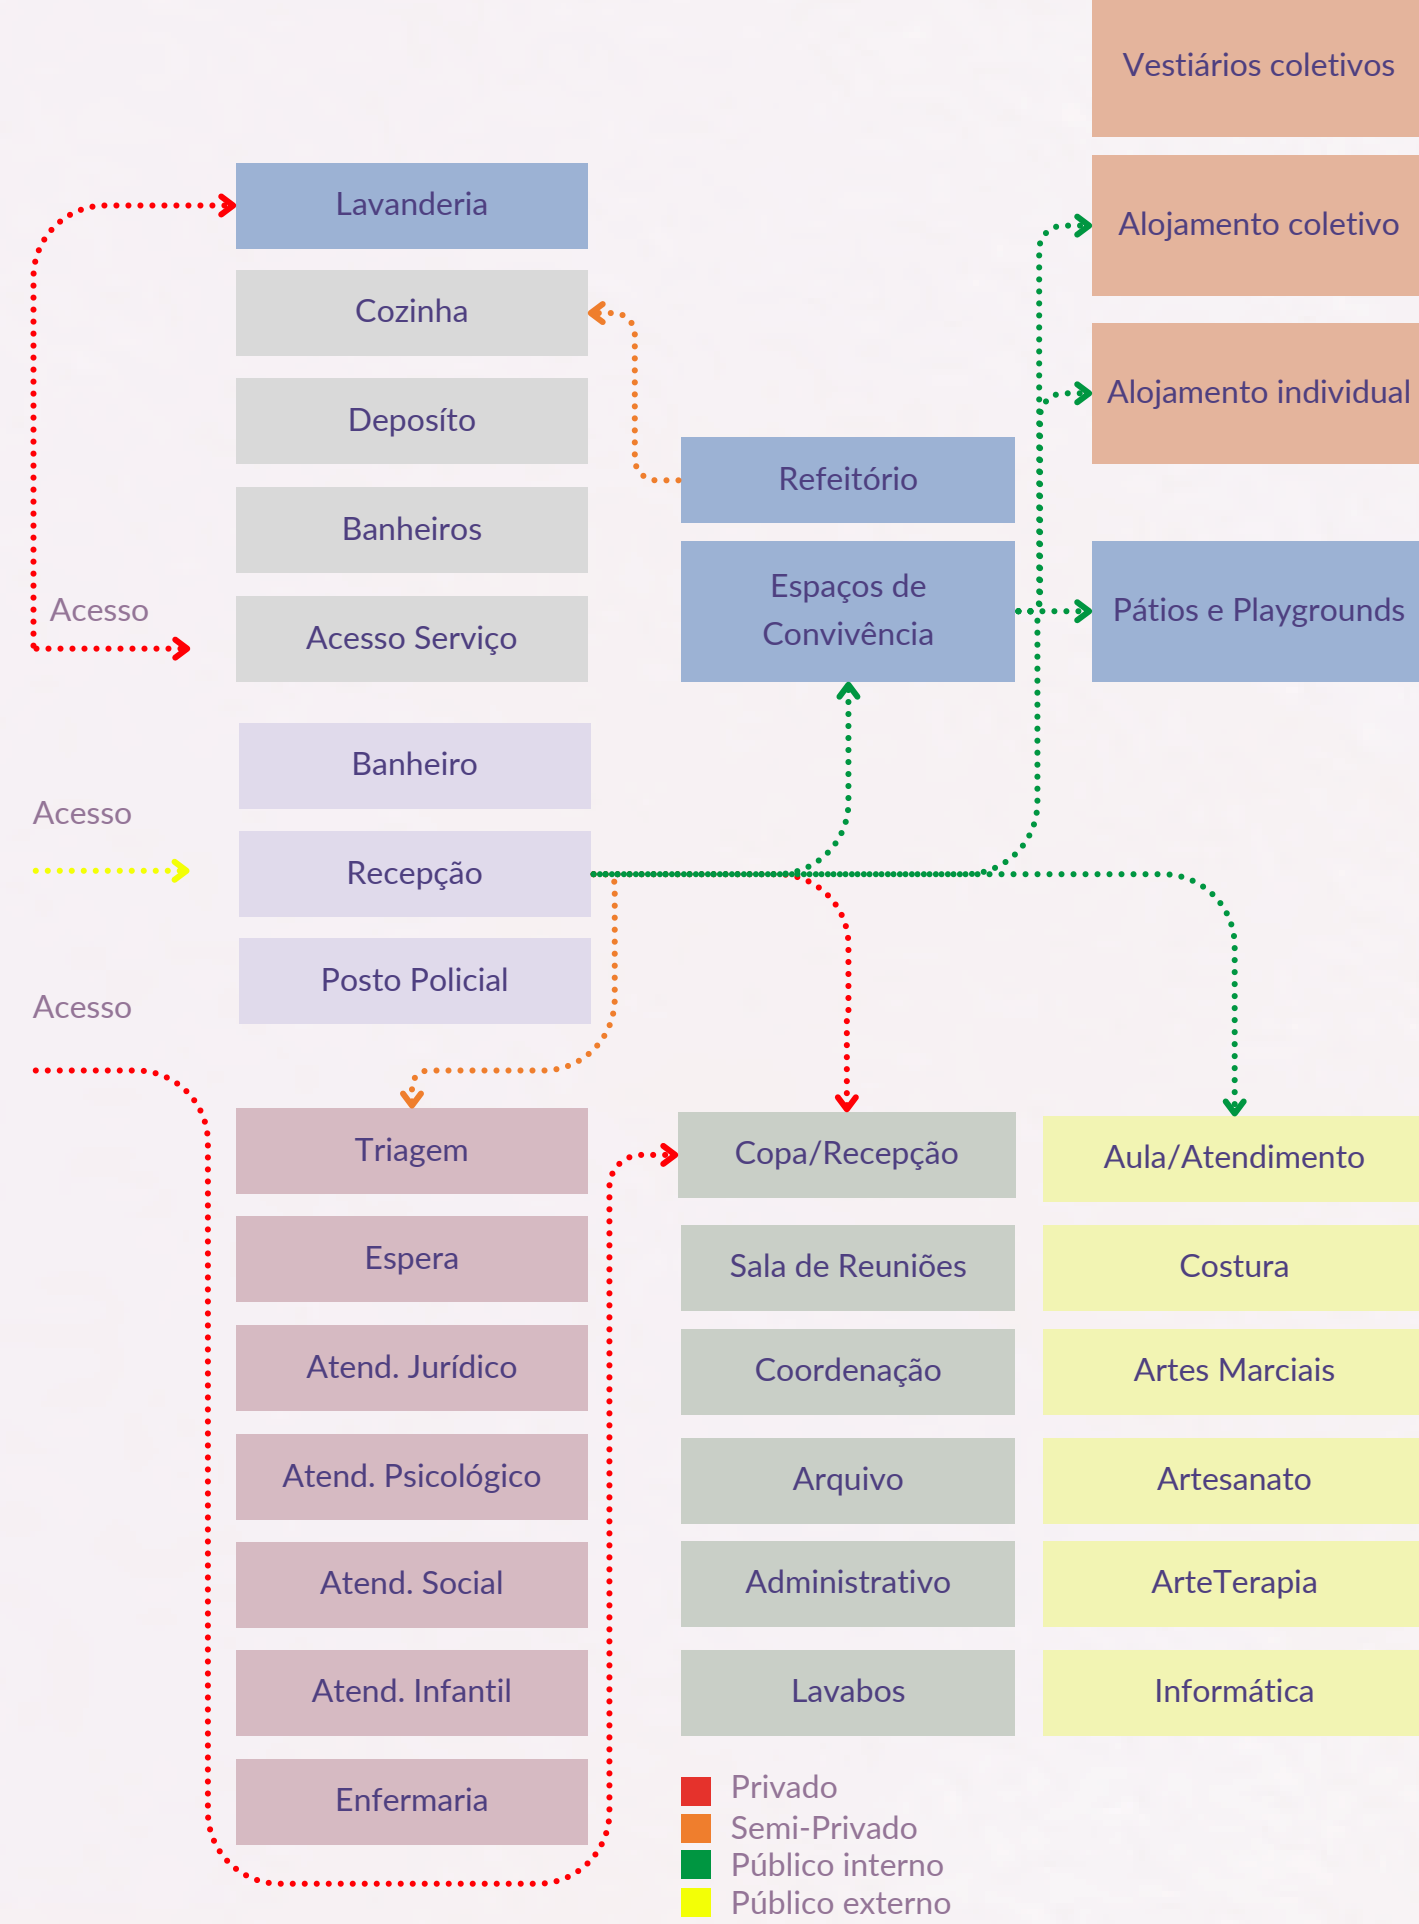 Vestiários coletivos
Alojamento coletivo
Alojamento individual
Lavanderia
Cozinha
Deposíto
Banheiros
Acesso Serviço
Acesso
Refeitório
Espaços de
Convivência
Pátios e Playgrounds
Acesso
Banheiro
Recepção
Posto Policial
Acesso
Triagem
Espera
Atend. Jurídico
Atend. Psicológico
Atend. Social
Atend. Infantil
Enfermaria
Copa/Recepção
Sala de Reuniões
Coordenação
Arquivo
Administrativo
Lavabos
Aula/Atendimento
Costura
Artes Marciais
Artesanato
ArteTerapia
Informática
Privado
Semi-Privado
Público interno
Público externo